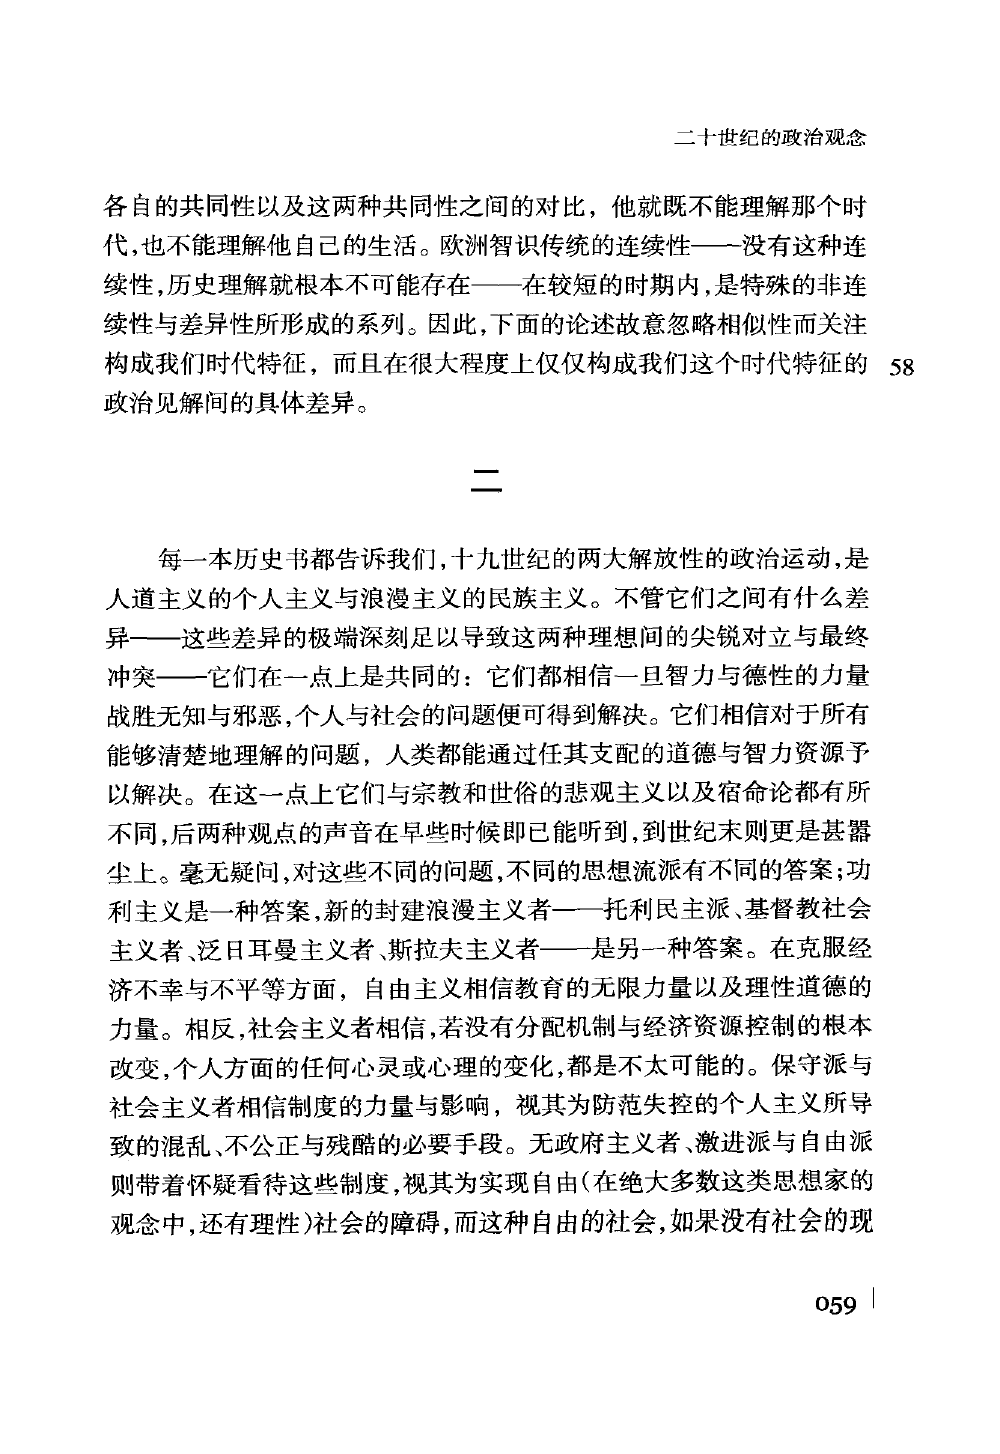 二十世纪的政治观念
各自的共同性以及这两种共同性之间的对比，他就既不能理解那个时
代，也不能理解他自己的生活。欧洲智识传统的连续性——没有这种连
续性，历史理解就根本不可能存在——在较短的时期内，是特殊的非连
续性与差异性所形成的系列。因此，下面的论述故意忽略相似性而关注
构成我们时代特征，而且在很大程度上仅仅构成我们这个时代特征的 58
政治见解间的具体差异。
二
每一本历史书都告诉我们，十九世纪的两大解放性的政治运动，是
人道主义的个人主义与浪漫主义的民族主义。不管它们之间有什么差
异——这些差异的极端深刻足以导致这两种理想间的尖锐对立与最终
冲突——它们在一点上是共同的：它们都相信一旦智力与德性的力量
战胜无知与邪恶，个人与社会的问题便可得到解决。它们相信对于所有
能够清楚地理解的问题，人类都能通过任其支配的道德与智力资源予
以解决。在这一点上它们与宗教和世俗的悲观主义以及宿命论都有所
不同，后两种观点的声音在早些时候即已能听到，到世纪末则更是甚嚣
尘上。毫无疑问，对这些不同的问题，不同的思想流派有不同的答案；功
利主义是一种答案，新的封建浪漫主义者——托利民主派、基督教社会
主义者、泛日耳曼主义者、斯拉夫主义者——是另一种答案。在克服经
济不幸与不平等方面，自由主义相信教育的无限力量以及理性道德的
力量。相反，社会主义者相信，若没有分配机制与经济资源控制的根本
改变，个人方面的任何心灵或心理的变化，都是不太可能的。保守派与
社会主义者相信制度的力量与影响，视其为防范失控的个人主义所导
致的混乱、不公正与残酷的必要手段。无政府主义者、激进派与自由派
则带着怀疑看待这些制度，视其为实现自由（在绝大多数这类思想家的
观念中，还有理性）社会的障碍，而这种自由的社会，如果没有社会的现
059